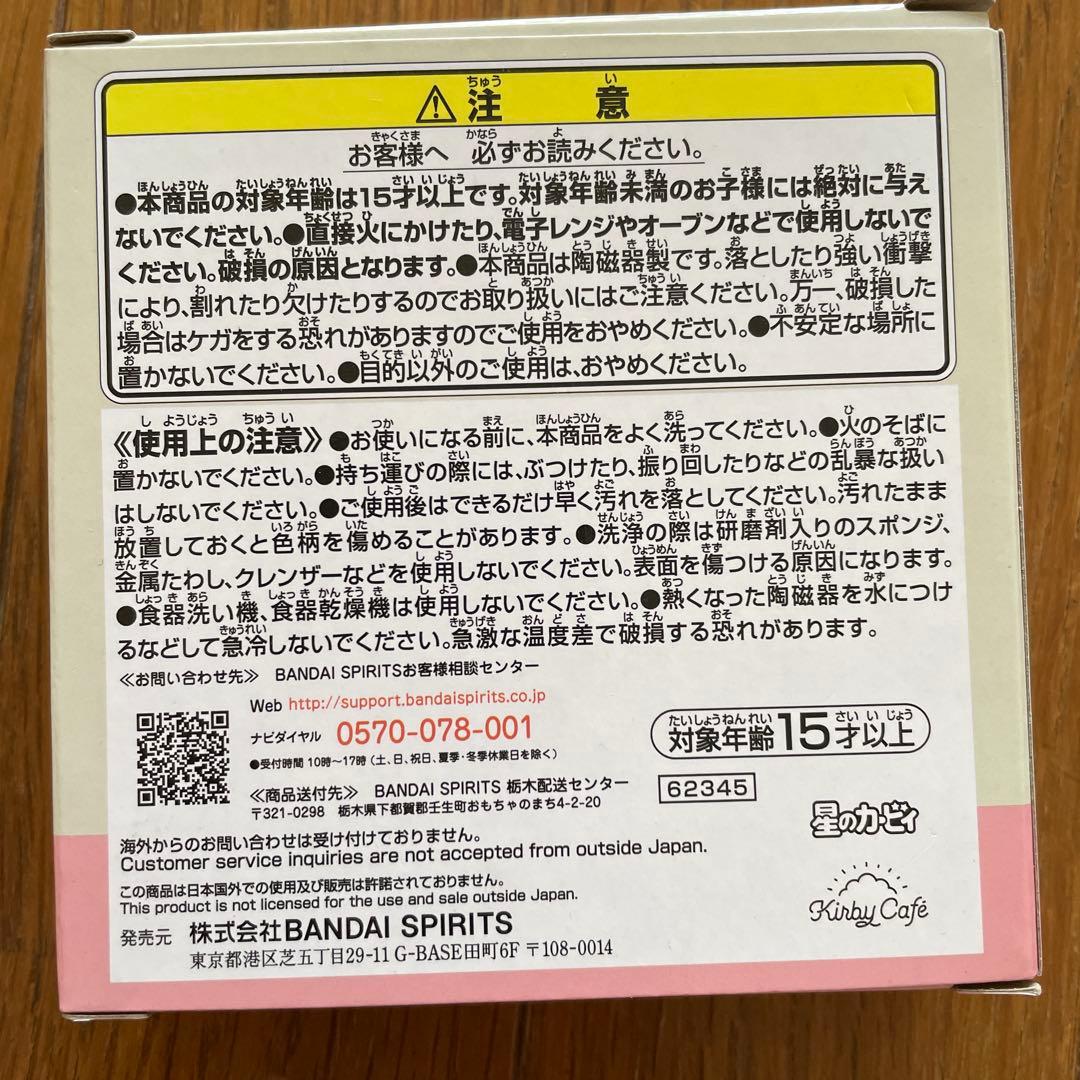 ⚠注意
お客様へ 必ずお読みください。
●本商品の対象年齢は15才以上です。対象年齢未満のお子様には絶対に与え
ないでください。●直接火にかけたり、電子レンジやオーブンなどで使用しないで
ください。破損の原因となります。●本商品は陶磁器製です。落としたり強い衝撃
により、割れたり欠けたりするのでお取り扱いにはご注意ください。万一、破損した
場合はケガをする恐れがありますのでご使用をおやめください。●不安定な場所に
置かないでください。●目的以外のご使用は、おやめください。
《使用上の注意》●お使いになる前に、本商品をよく洗ってください。●火のそばに
置かないでください。●持ち運びの際には、ぶつけたり、振り回したりなどの乱暴な扱い
はしないでください。●ご使用後はできるだけ早く汚れを落としてください。汚れたまま
放置しておくと色柄を傷めることがあります。●洗浄の際は研磨剤入りのスポンジ、
金属たわし、クレンザーなどを使用しないでください。表面を傷つける原因になります。
●食器洗い機、食器乾燥機は使用しないでください。●熱くなった陶磁器を水につけ
るなどして急冷しないでください。急激な温度差で破損する恐れがあります。
≪お問い合わせ先≫ BANDAI SPIRITSお客様相談センター
Web http://support.bandaispirits.co.jp
ナビダイヤル 0570-078-001
●受付時間 10時~17時(土、日、祝日、夏季・冬季休業日を除く)
対象年齢15才以上
≪商品送付先≫ BANDAI SPIRITS 栃木配送センター
〒321-0298 栃木県下都賀郡壬生町おもちゃのまち4-2-20
62345
星のカービィ
海外からのお問い合わせは受け付けておりません。
Customer service inquiries are not accepted from outside Japan.
この商品は日本国外での使用及び販売は許諾されておりません。
This product is not licensed for the use and sale outside Japan.
Kirby Café
発売元 株式会社BANDAI SPIRITS
東京都港区芝五丁目29-11 G-BASE田町6F 〒108-0014